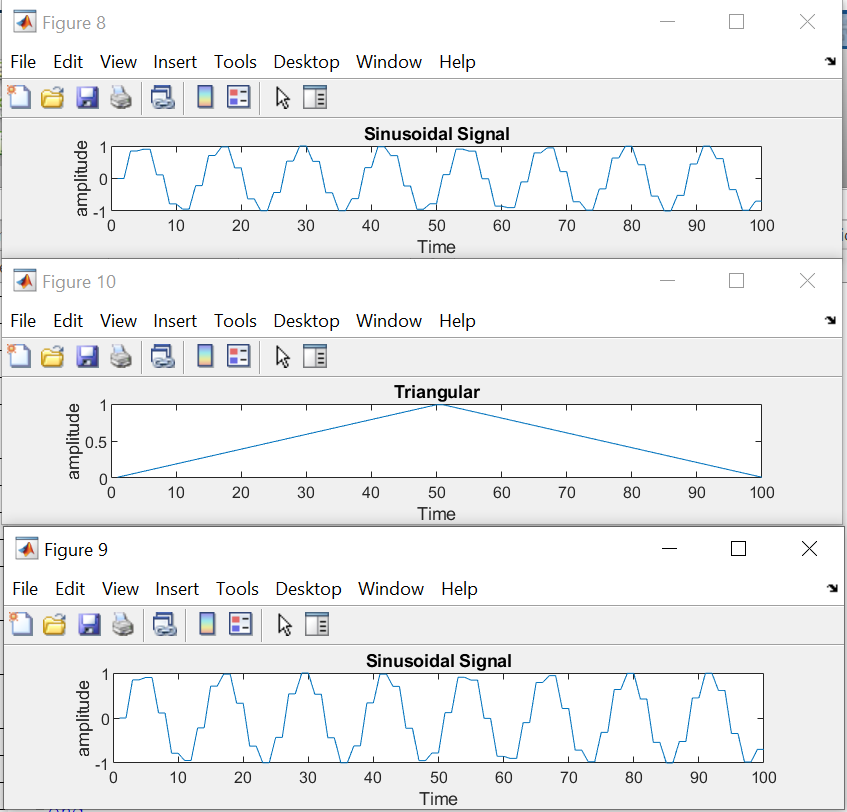 Figure 8
File Edit View Insert Tools Desktop Window Help
Sinusoidal Signal
amplitude
1
0
-1
0 10 20 30 40 50 60 70 80 90 100
Time
Figure 10
File Edit View Insert Tools Desktop Window Help
Triangular
amplitude
1
0.5
0
0 10 20 30 40 50 60 70 80 90 100
Time
Figure 9
File Edit View Insert Tools Desktop Window Help
Sinusoidal Signal
amplitude
1
0
-1
0 10 20 30 40 50 60 70 80 90 100
Time